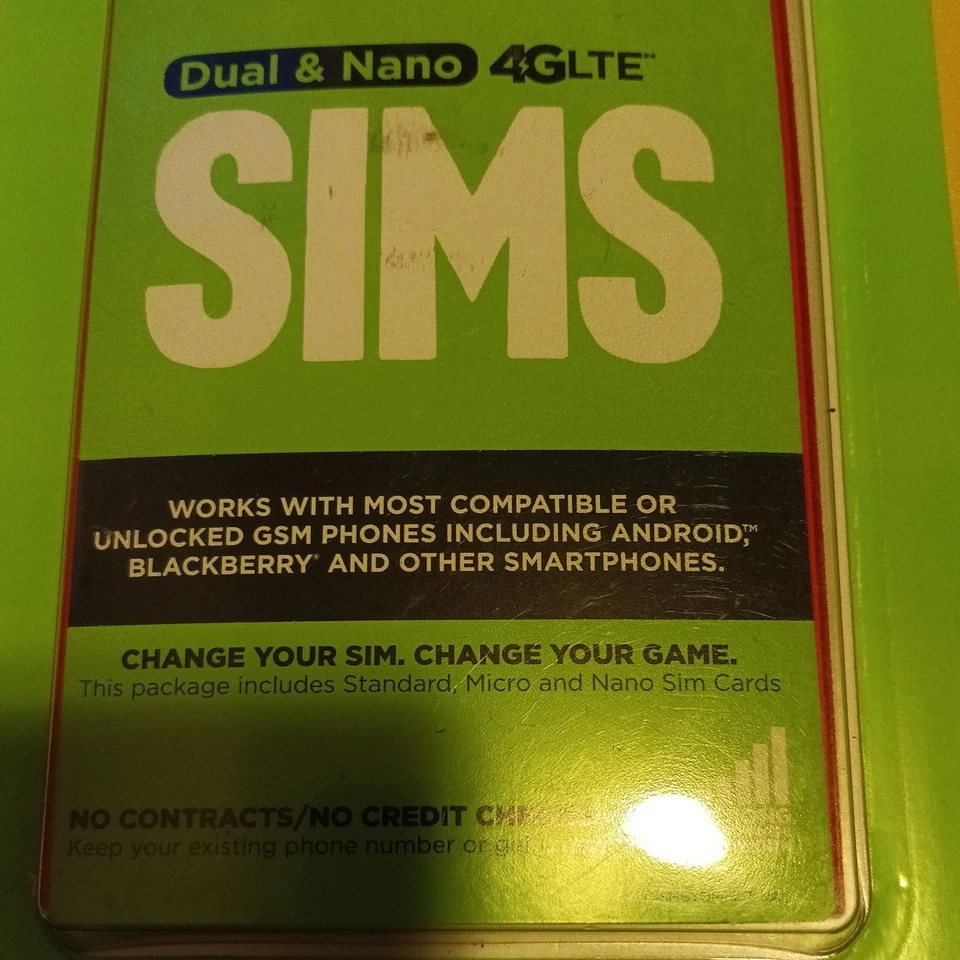 Dual & Nano 4GLTE
SIMS
WORKS WITH MOST COMPATIBLE OR
UNLOCKED GSM PHONES INCLUDING ANDROID,™
BLACKBERRY® AND OTHER SMARTPHONES.
CHANGE YOUR SIM. CHANGE YOUR GAME.
This package includes Standard, Micro and Nano Sim Cards
NO CONTRACTS/NO CREDIT
Keep your existing phone number or get